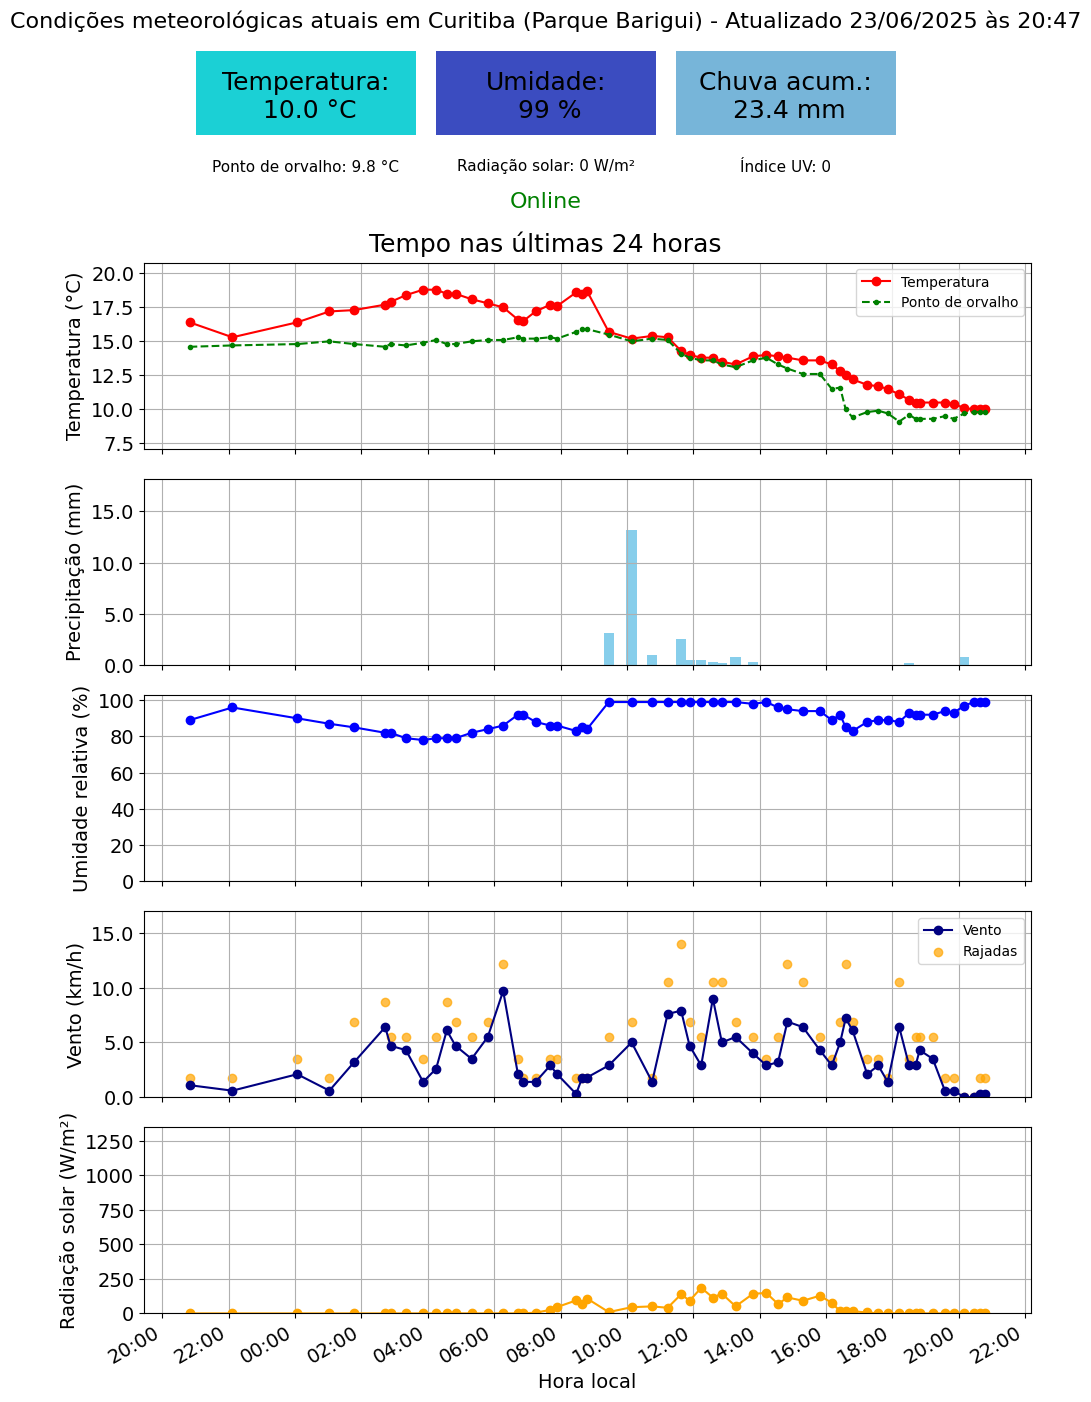 Condições meteorológicas atuais em Curitiba (Parque Barigui) - Atualizado 23/06/2025 às 20:47
Temperatura:
10.0 °C
Umidade:
99 %
Chuva acum.:
23.4 mm
Ponto de orvalho: 9.8 °C
Radiação solar: 0 W/m²
Índice UV: 0
Online
Tempo nas últimas 24 horas
Temperatura (°C)
20.0
17.5
15.0
12.5
10.0
7.5
Temperatura
Ponto de orvalho
Precipitação (mm)
15.0
10.0
5.0
0.0
Umidade relativa (%)
100
80
60
40
20
0
Vento (km/h)
15.0
10.0
5.0
0.0
Vento
Rajadas
Radiação solar (W/m²)
1250
1000
750
500
250
0
20:00
22:00
00:00
02:00
04:00
06:00
08:00
10:00
12:00
14:00
16:00
18:00
20:00
22:00
Hora local